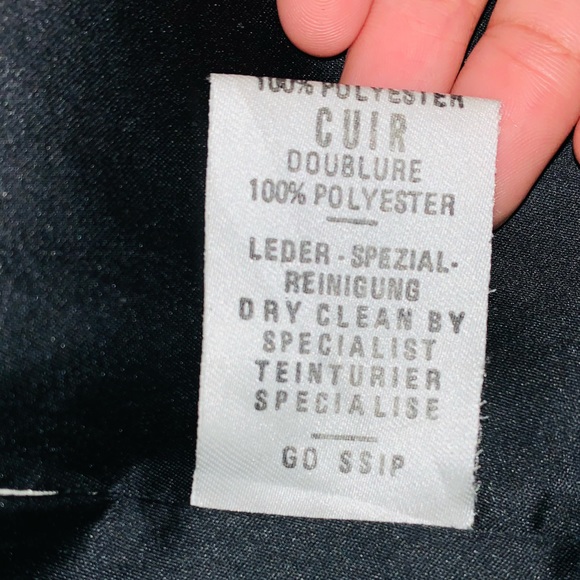 100% POLYESTER
CUIR
DOUBLURE
100% POLYESTER
LEDER - SPEZIAL-
REINIGUNG
DRY CLEAN BY
SPECIALIST
TEINTURIER
SPECIALISE
GO SSIP